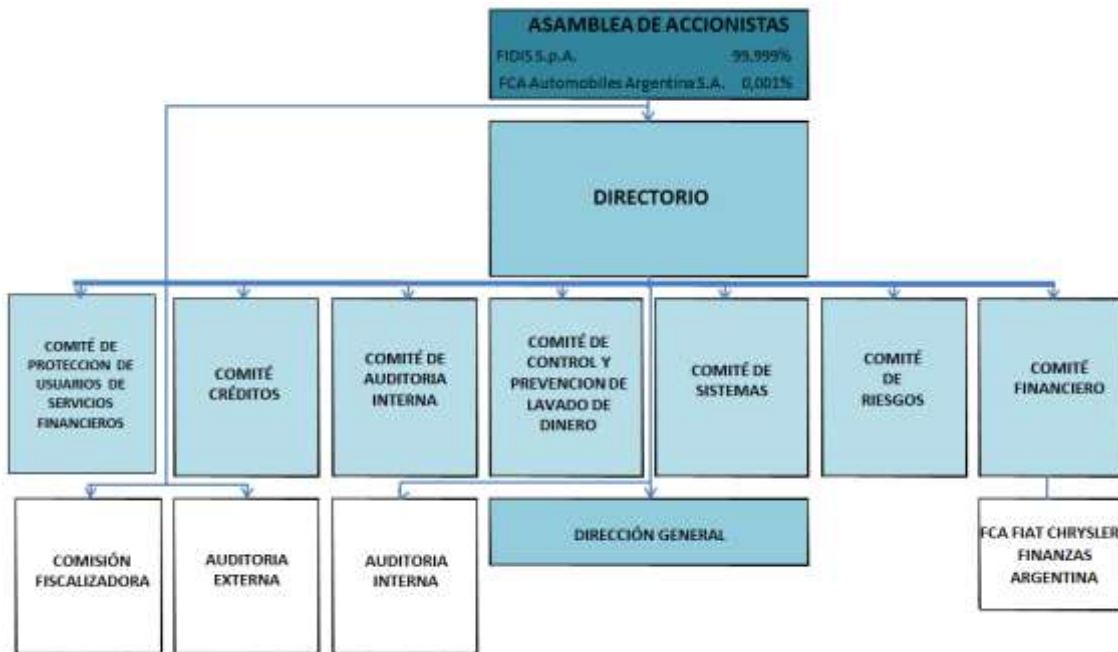 ASAMBLEA DE ACCIONISTAS
FIDIS S.p.A. 99,999%
FCA Automobiles Argentina S.A. 0,001%
DIRECTORIO
COMITÉ DE
PROTECCION DE
USUARIOS DE
SERVICIOS
FINANCIEROS
COMITÉ
CRÉDITOS
COMITÉ DE
AUDITORIA
INTERNA
COMITÉ DE
CONTROL Y
PREVENCION DE
LAVADO DE
DINERO
COMITÉ DE
SISTEMAS
COMITÉ
DE
RIESGOS
COMITÉ
FINANCIERO
COMISIÓN
FISCALIZADORA
AUDITORIA
EXTERNA
AUDITORIA
INTERNA
DIRECCIÓN GENERAL
FCA FIAT CHRYSLER
FINANZAS
ARGENTINA